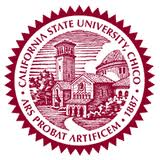 CALIFORNIA STATE UNIVERSITY, CHICO
ARS PROBAT ARTIFICEM • 1887 •